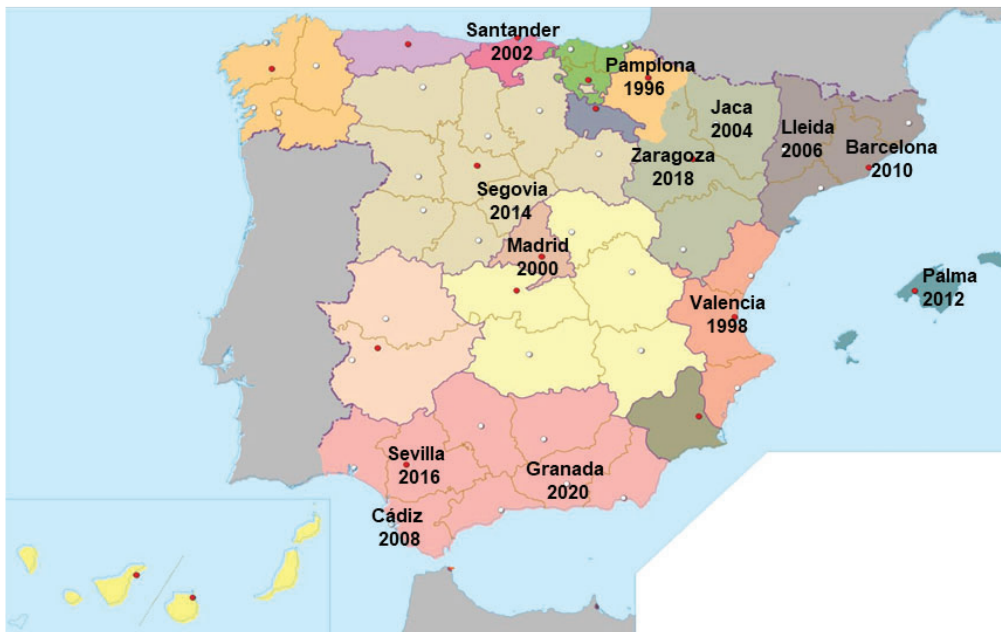 Santander
2002
Pamplona
1996
Jaca
2004
Lleida
2006
Barcelona
2010
Zaragoza
2018
Segovia
2014
Madrid
2000
Palma
2012
Valencia
1998
Sevilla
2016
Granada
2020
Cádiz
2008